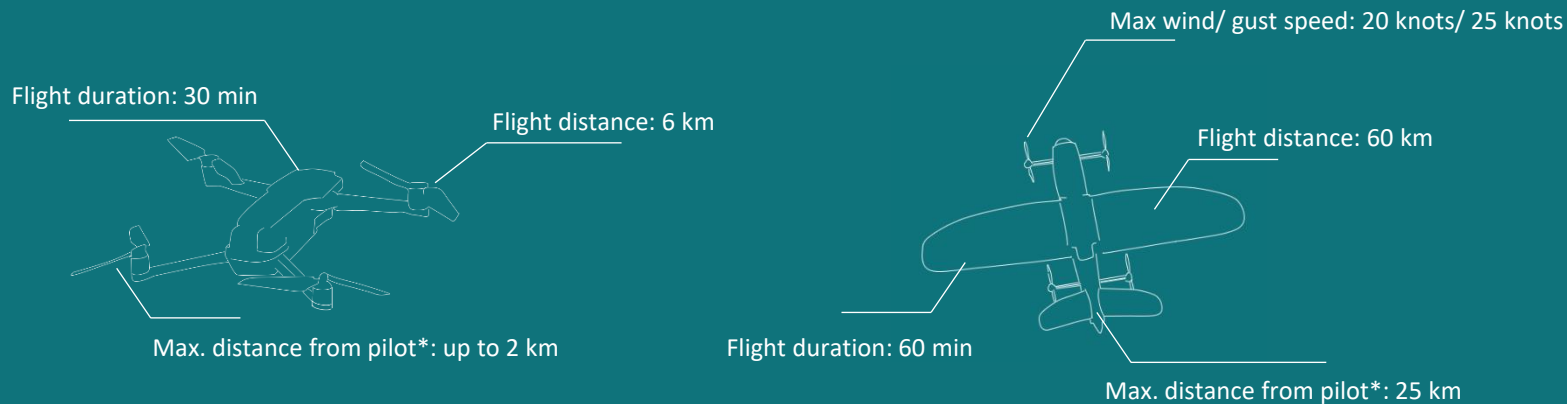 Max wind/ gust speed: 20 knots/ 25 knots
Flight duration: 30 min
Flight distance: 6 km
Flight distance: 60 km
Max. distance from pilot*: up to 2 km
Flight duration: 60 min
Max. distance from pilot*: 25 km